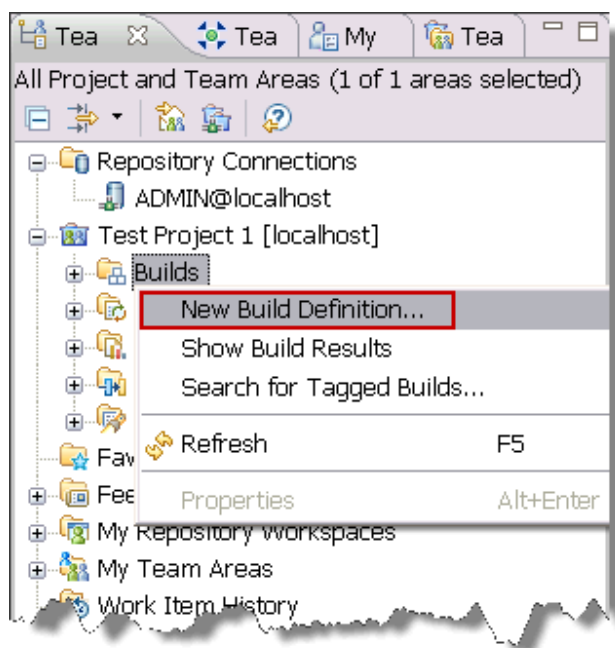 Tea Tea My Tea
All Project and Team Areas (1 of 1 areas selected)
Repository Connections
ADMIN@localhost
Test Project 1 [localhost]
Builds
New Build Definition...
Show Build Results
Search for Tagged Builds...
Refresh F5
Fav
Fee
Properties Alt+Enter
My Repository Workspaces
My Team Areas
Work Item History